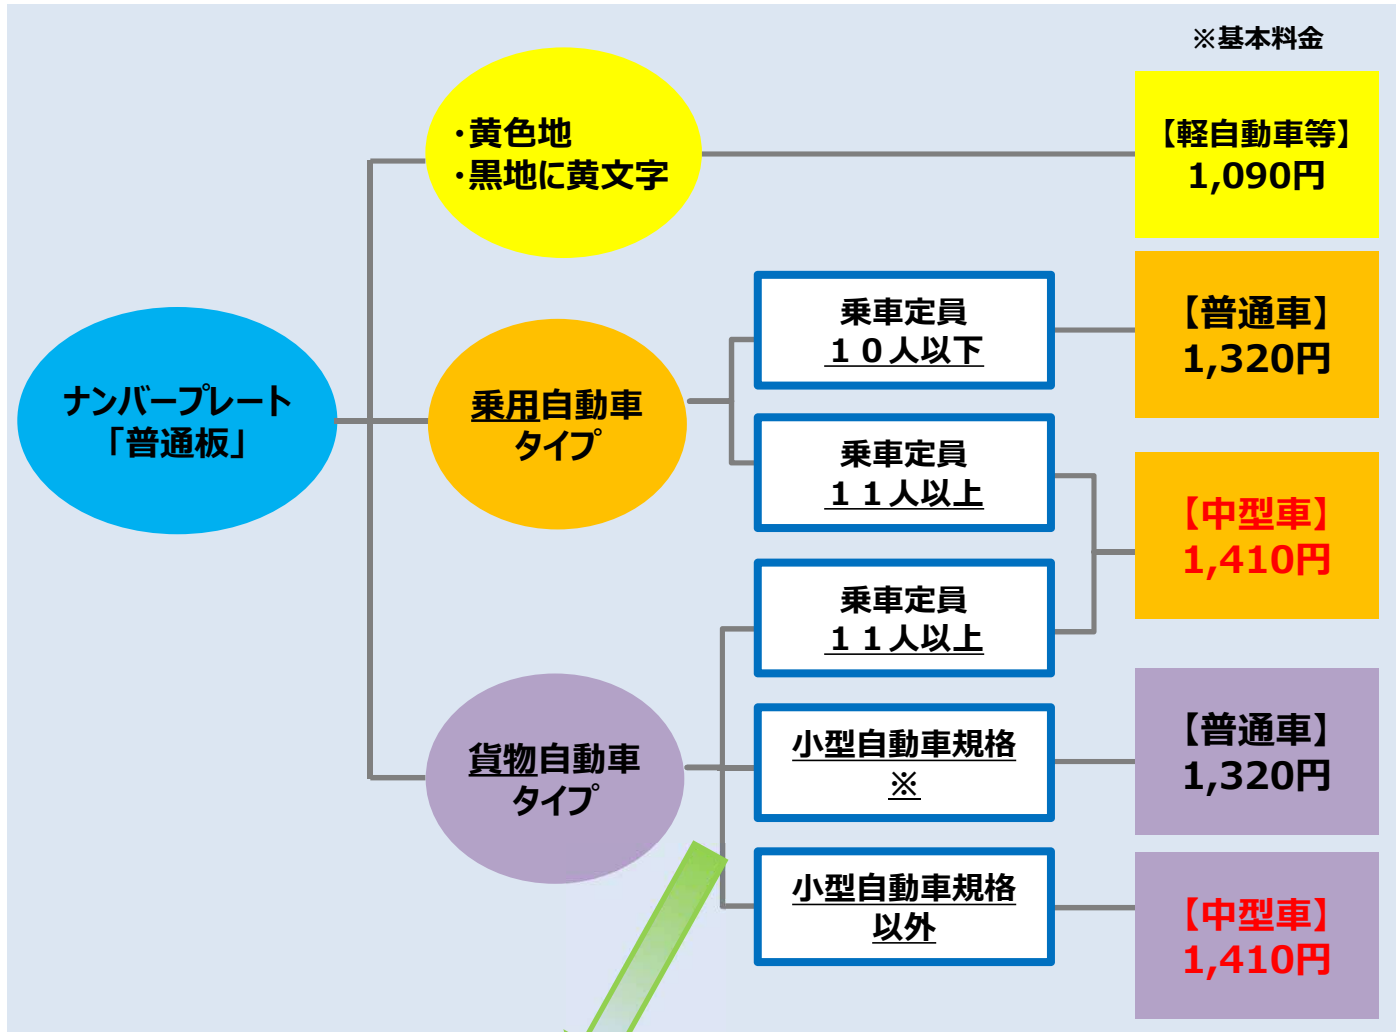 ※基本料金
・黄色地
・黒地に黄文字
【軽自動車等】
1,090円
ナンバープレート
「普通板」
乗用自動車
タイプ
乗車定員
１０人以下
【普通車】
1,320円
乗車定員
１１人以上
【中型車】
1,410円
貨物自動車
タイプ
乗車定員
１１人以上
小型自動車規格
※
【普通車】
1,320円
小型自動車規格
以外
【中型車】
1,410円